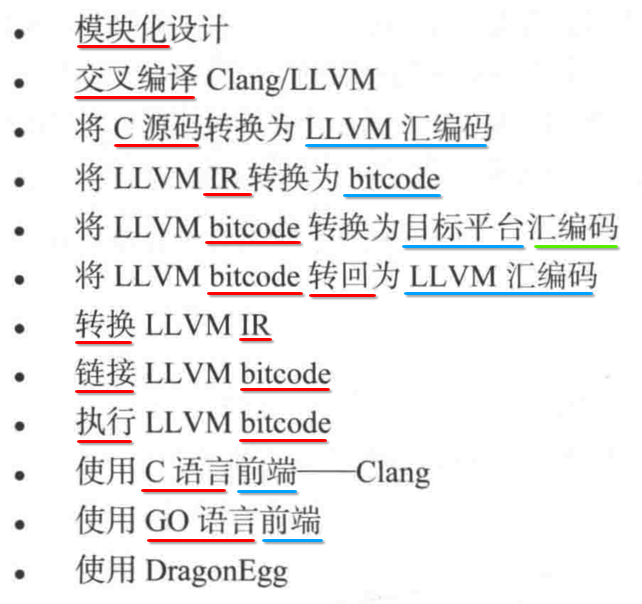 • 模块化设计
• 交叉编译 Clang/LLVM
• 将 C 源码转换为 LLVM 汇编码
• 将 LLVM IR 转换为 bitcode
• 将 LLVM bitcode 转换为目标平台汇编码
• 将 LLVM bitcode 转回为 LLVM 汇编码
• 转换 LLVM IR
• 链接 LLVM bitcode
• 执行 LLVM bitcode
• 使用 C 语言前端——Clang
• 使用 GO 语言前端
• 使用 DragonEgg